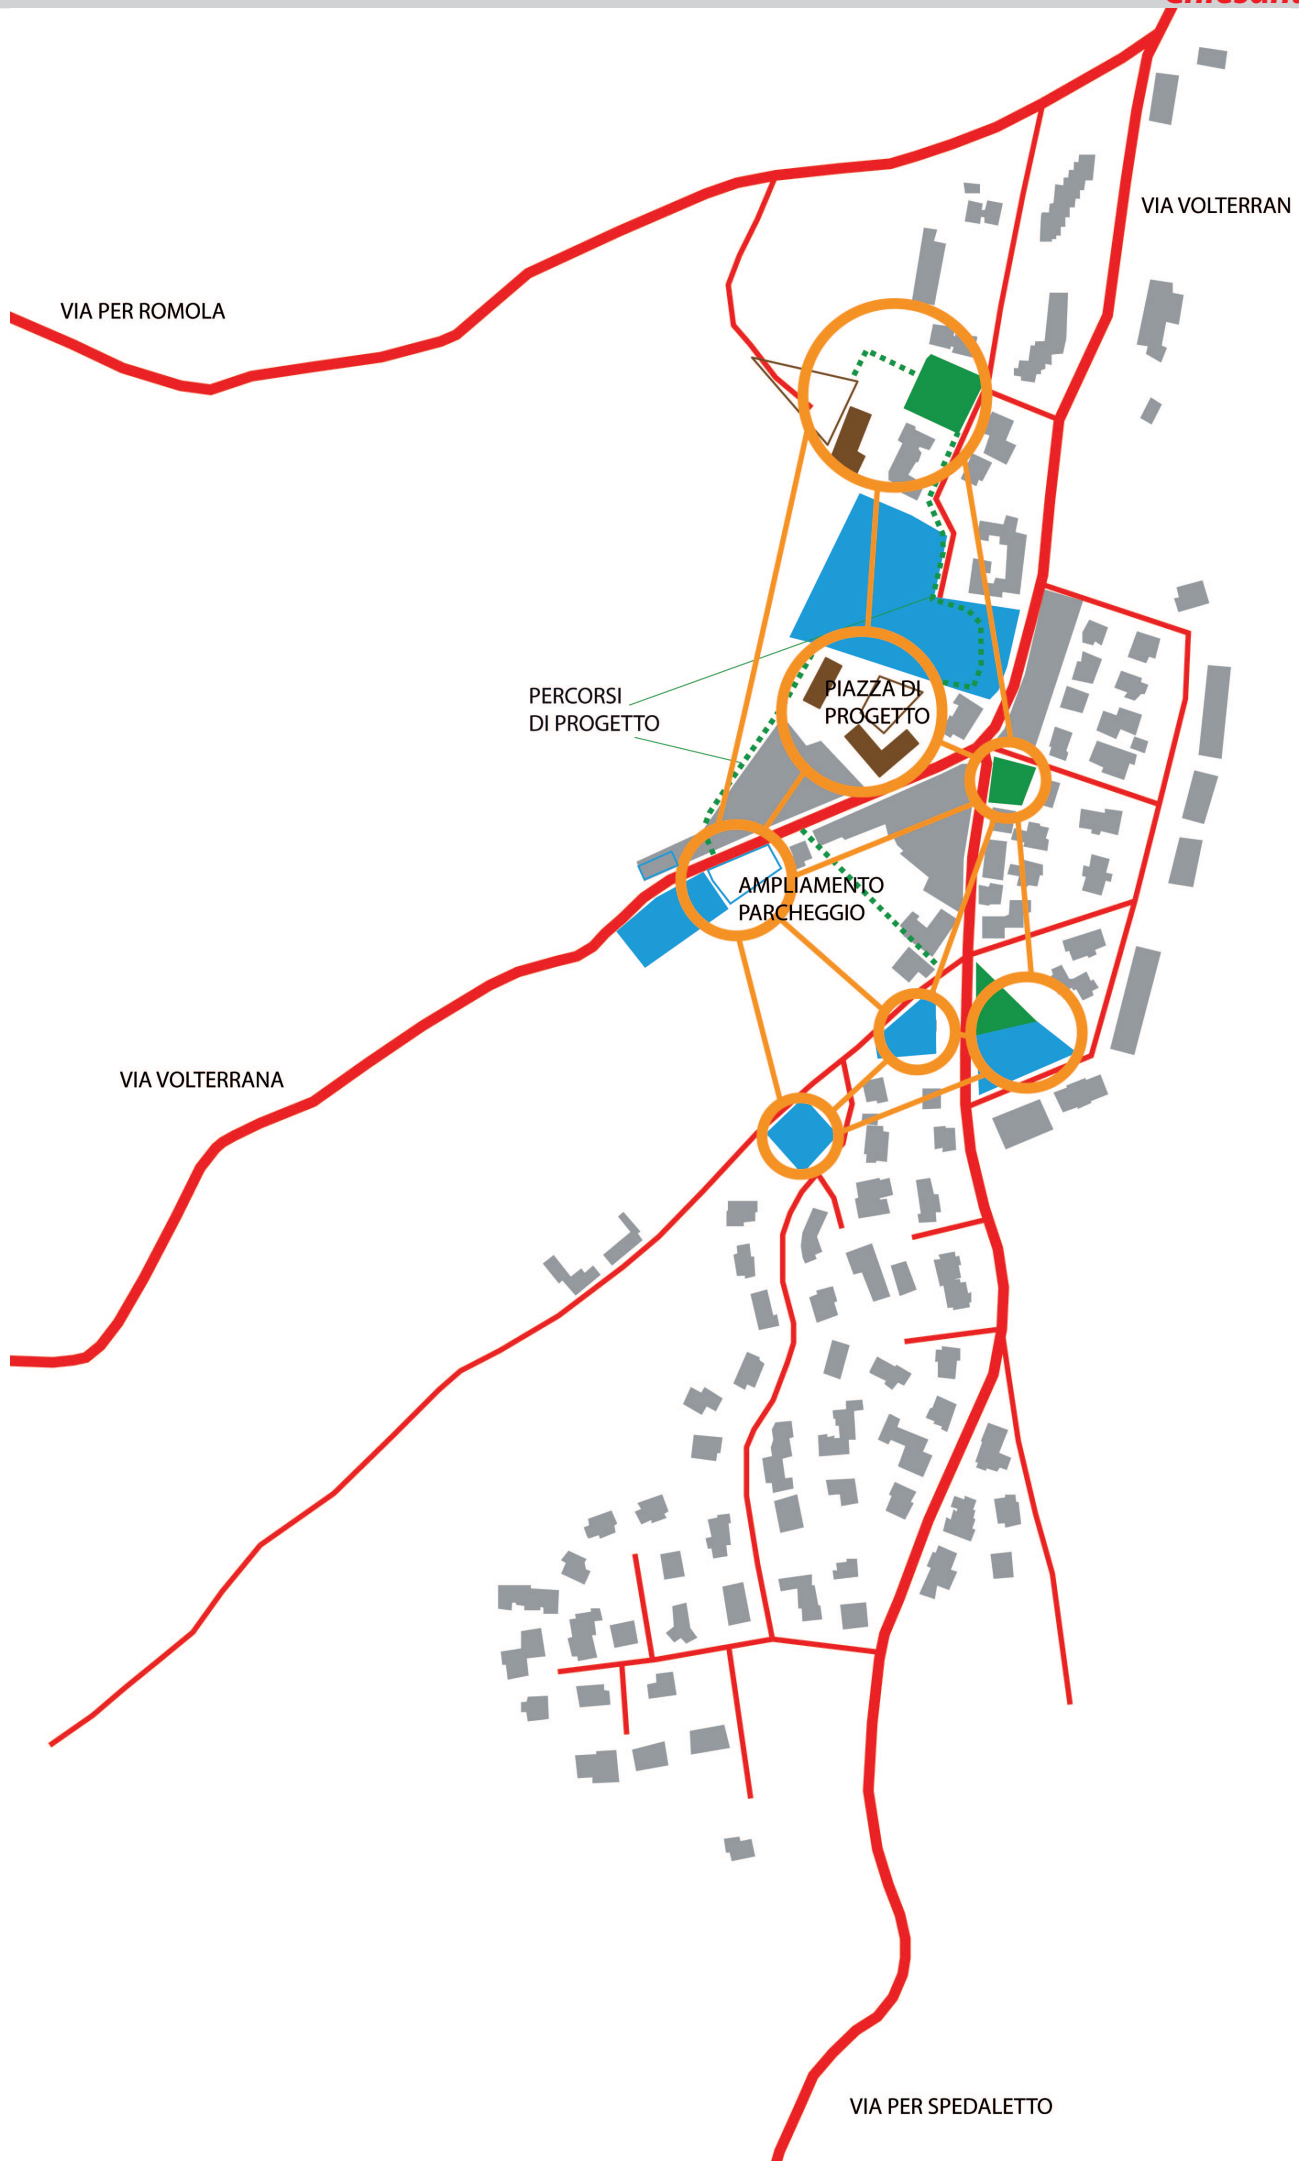 VIA VOLTERRAN
VIA PER ROMOLA
PERCORSI
DI PROGETTO
PIAZZA DI
PROGETTO
AMPLIAMENTO
PARCHEGGIO
VIA VOLTERRANA
VIA PER SPEDALETTO